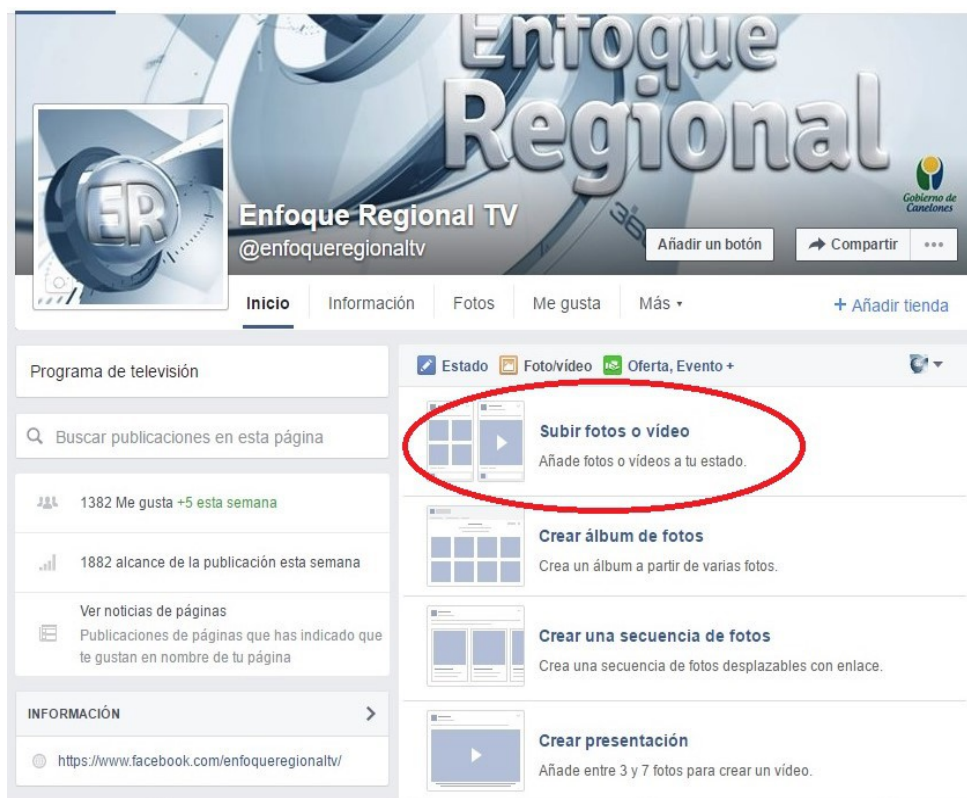 Enfoque
Regional
ER
Gobierno de
Canelones
Enfoque Regional TV
@enfoqueregionaltv
36
Añadir un botón
Compartir
Inicio
Información
Fotos
Me gusta
Más
+ Añadir tienda
Programa de televisión
Buscar publicaciones en esta página
1382 Me gusta +5 esta semana
1882 alcance de la publicación esta semana
Ver noticias de páginas
Publicaciones de páginas que has indicado que
te gustan en nombre de tu página
INFORMACIÓN
https://www.facebook.com/enfoqueregionaltv/
Estado Foto/vídeo Oferta, Evento +
Subir fotos o vídeo
Añade fotos o vídeos a tu estado.
Crear álbum de fotos
Crea un álbum a partir de varias fotos.
Crear una secuencia de fotos
Crea una secuencia de fotos desplazables con enlace.
Crear presentación
Añade entre 3 y 7 fotos para crear un vídeo.